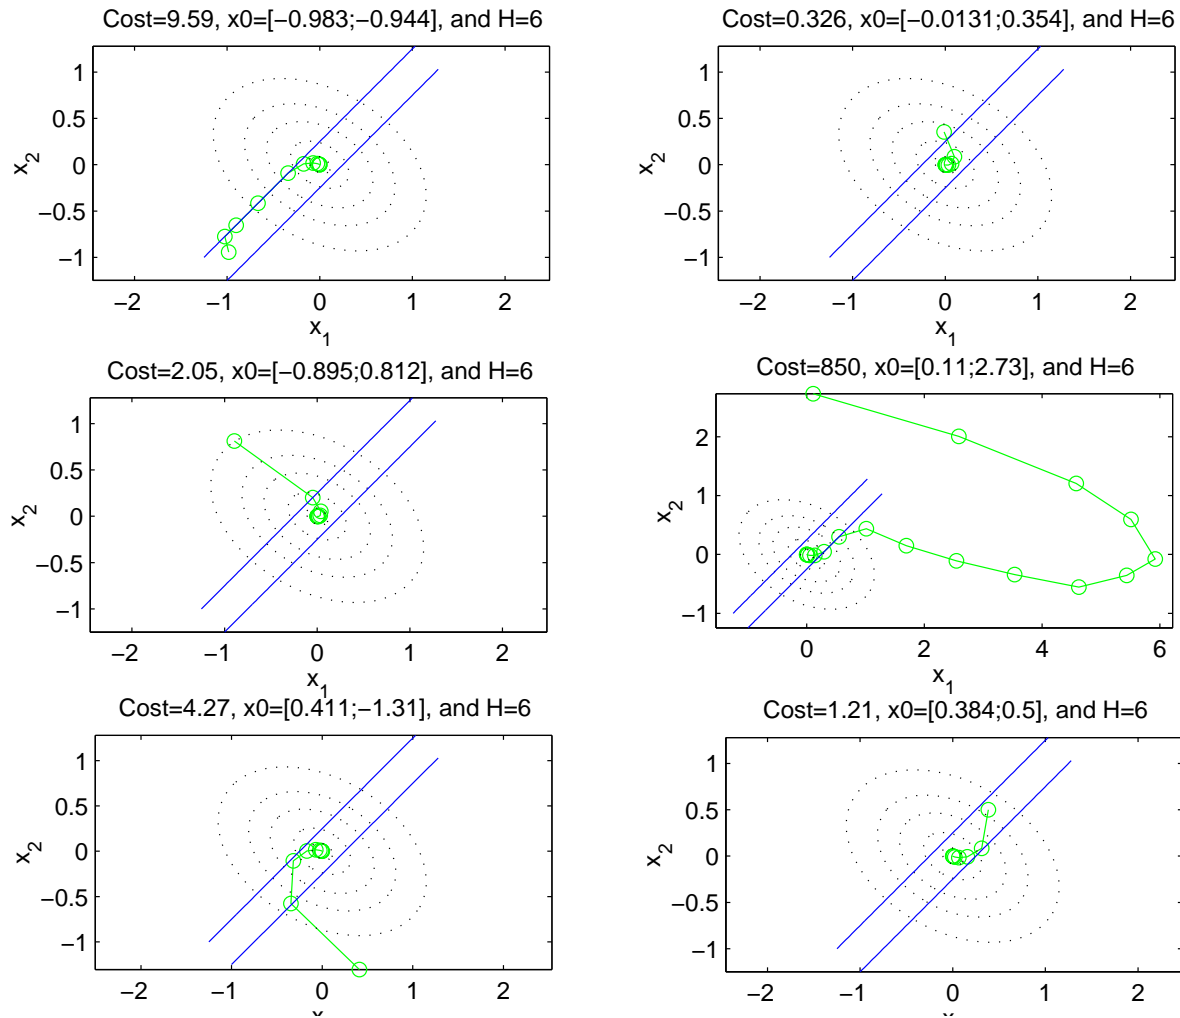 Cost=9.59, x0=[−0.983;−0.944], and H=6
1
0.5
0
−0.5
−1
x2
−2 −1 0 1 2
x1
Cost=0.326, x0=[−0.0131;0.354], and H=6
1
0.5
0
−0.5
−1
x2
−2 −1 0 1 2
x1
Cost=2.05, x0=[−0.895;0.812], and H=6
1
0.5
0
−0.5
−1
x2
−2 −1 0 1 2
x1
Cost=850, x0=[0.11;2.73], and H=6
2
1
0
−1
x2
0 2 4 6
x1
Cost=4.27, x0=[0.411;−1.31], and H=6
1
0.5
0
−0.5
−1
x2
−2 −1 0 1 2
Cost=1.21, x0=[0.384;0.5], and H=6
1
0.5
0
−0.5
−1
x2
−2 −1 0 1 2